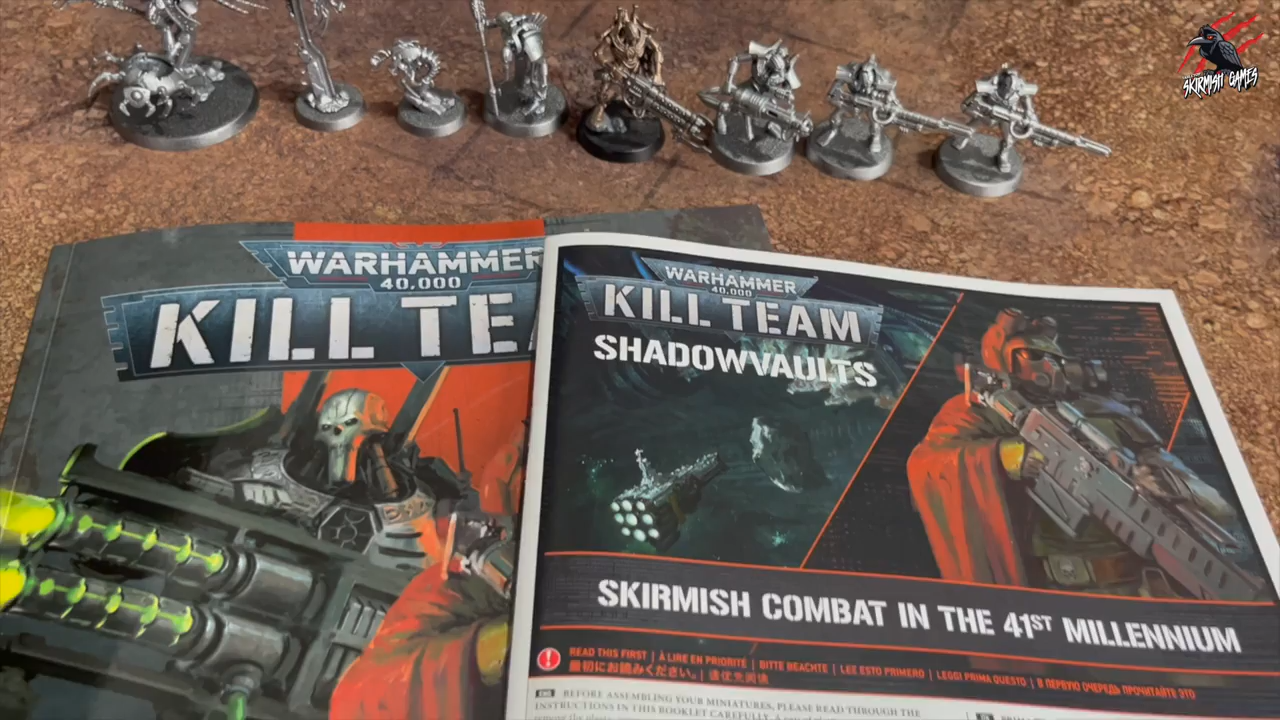 SKIRMISH GAMES
WARHAMMER
40,000
KILL TE
WARHAMMER
40,000
KILL TEAM
SHADOWVAULTS
SKIRMISH COMBAT IN THE 41ST MILLENNIUM
READ THIS FIRST | À LIRE EN PRIORITÉ | BITTE BEACHTE | LEE ESTO PRIMERO | LEGGI PRIMA QUESTO | В ПЕРВУЮ ОЧЕРЕДЬ ПРОЧИТАЙТЕ ЭТО
最初にお読みください。 | 请优先阅读
ENG BEFORE ASSEMBLING YOUR MINIATURES, PLEASE READ THROUGH THE
INSTRUCTIONS IN THIS BOOKLET CAREFULLY.